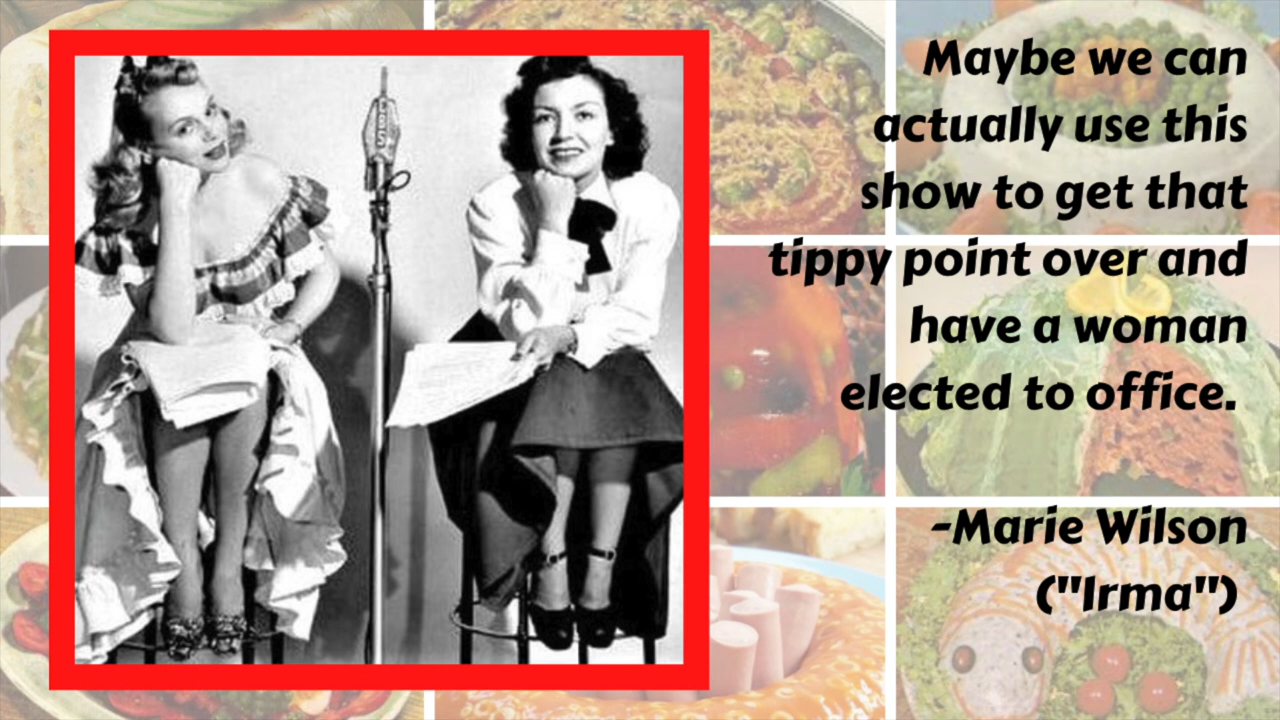 Maybe we can
actually use this
show to get that
tippy point over and
have a woman
elected to office.
-Marie Wilson
("Irma")